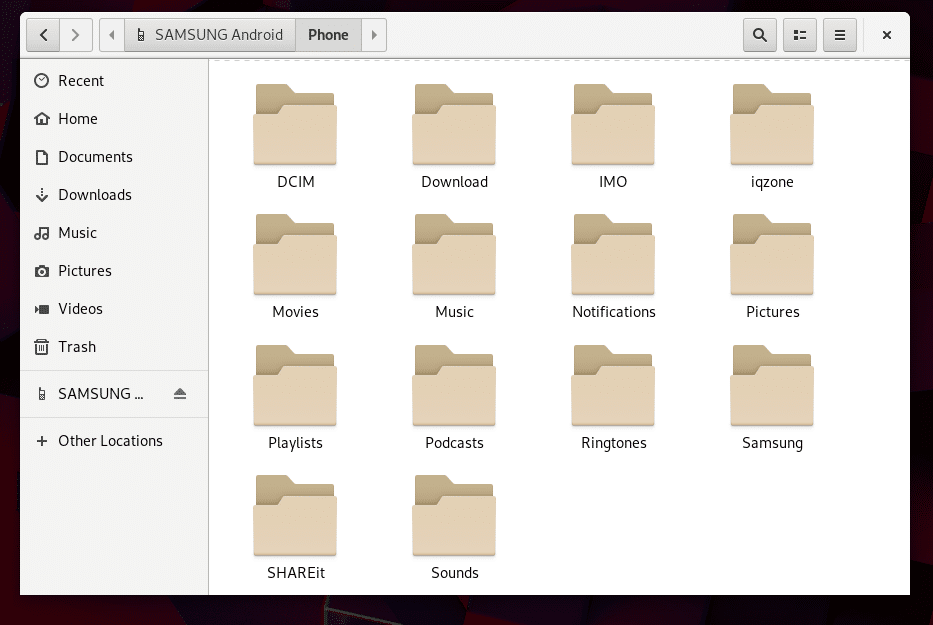 SAMSUNG Android Phone
Recent
Home
Documents
Downloads
Music
Pictures
Videos
Trash
SAMSUNG ...
Other Locations
DCIM Download IMO iqzone
Movies Music Notifications Pictures
Playlists Podcasts Ringtones Samsung
SHAREit Sounds